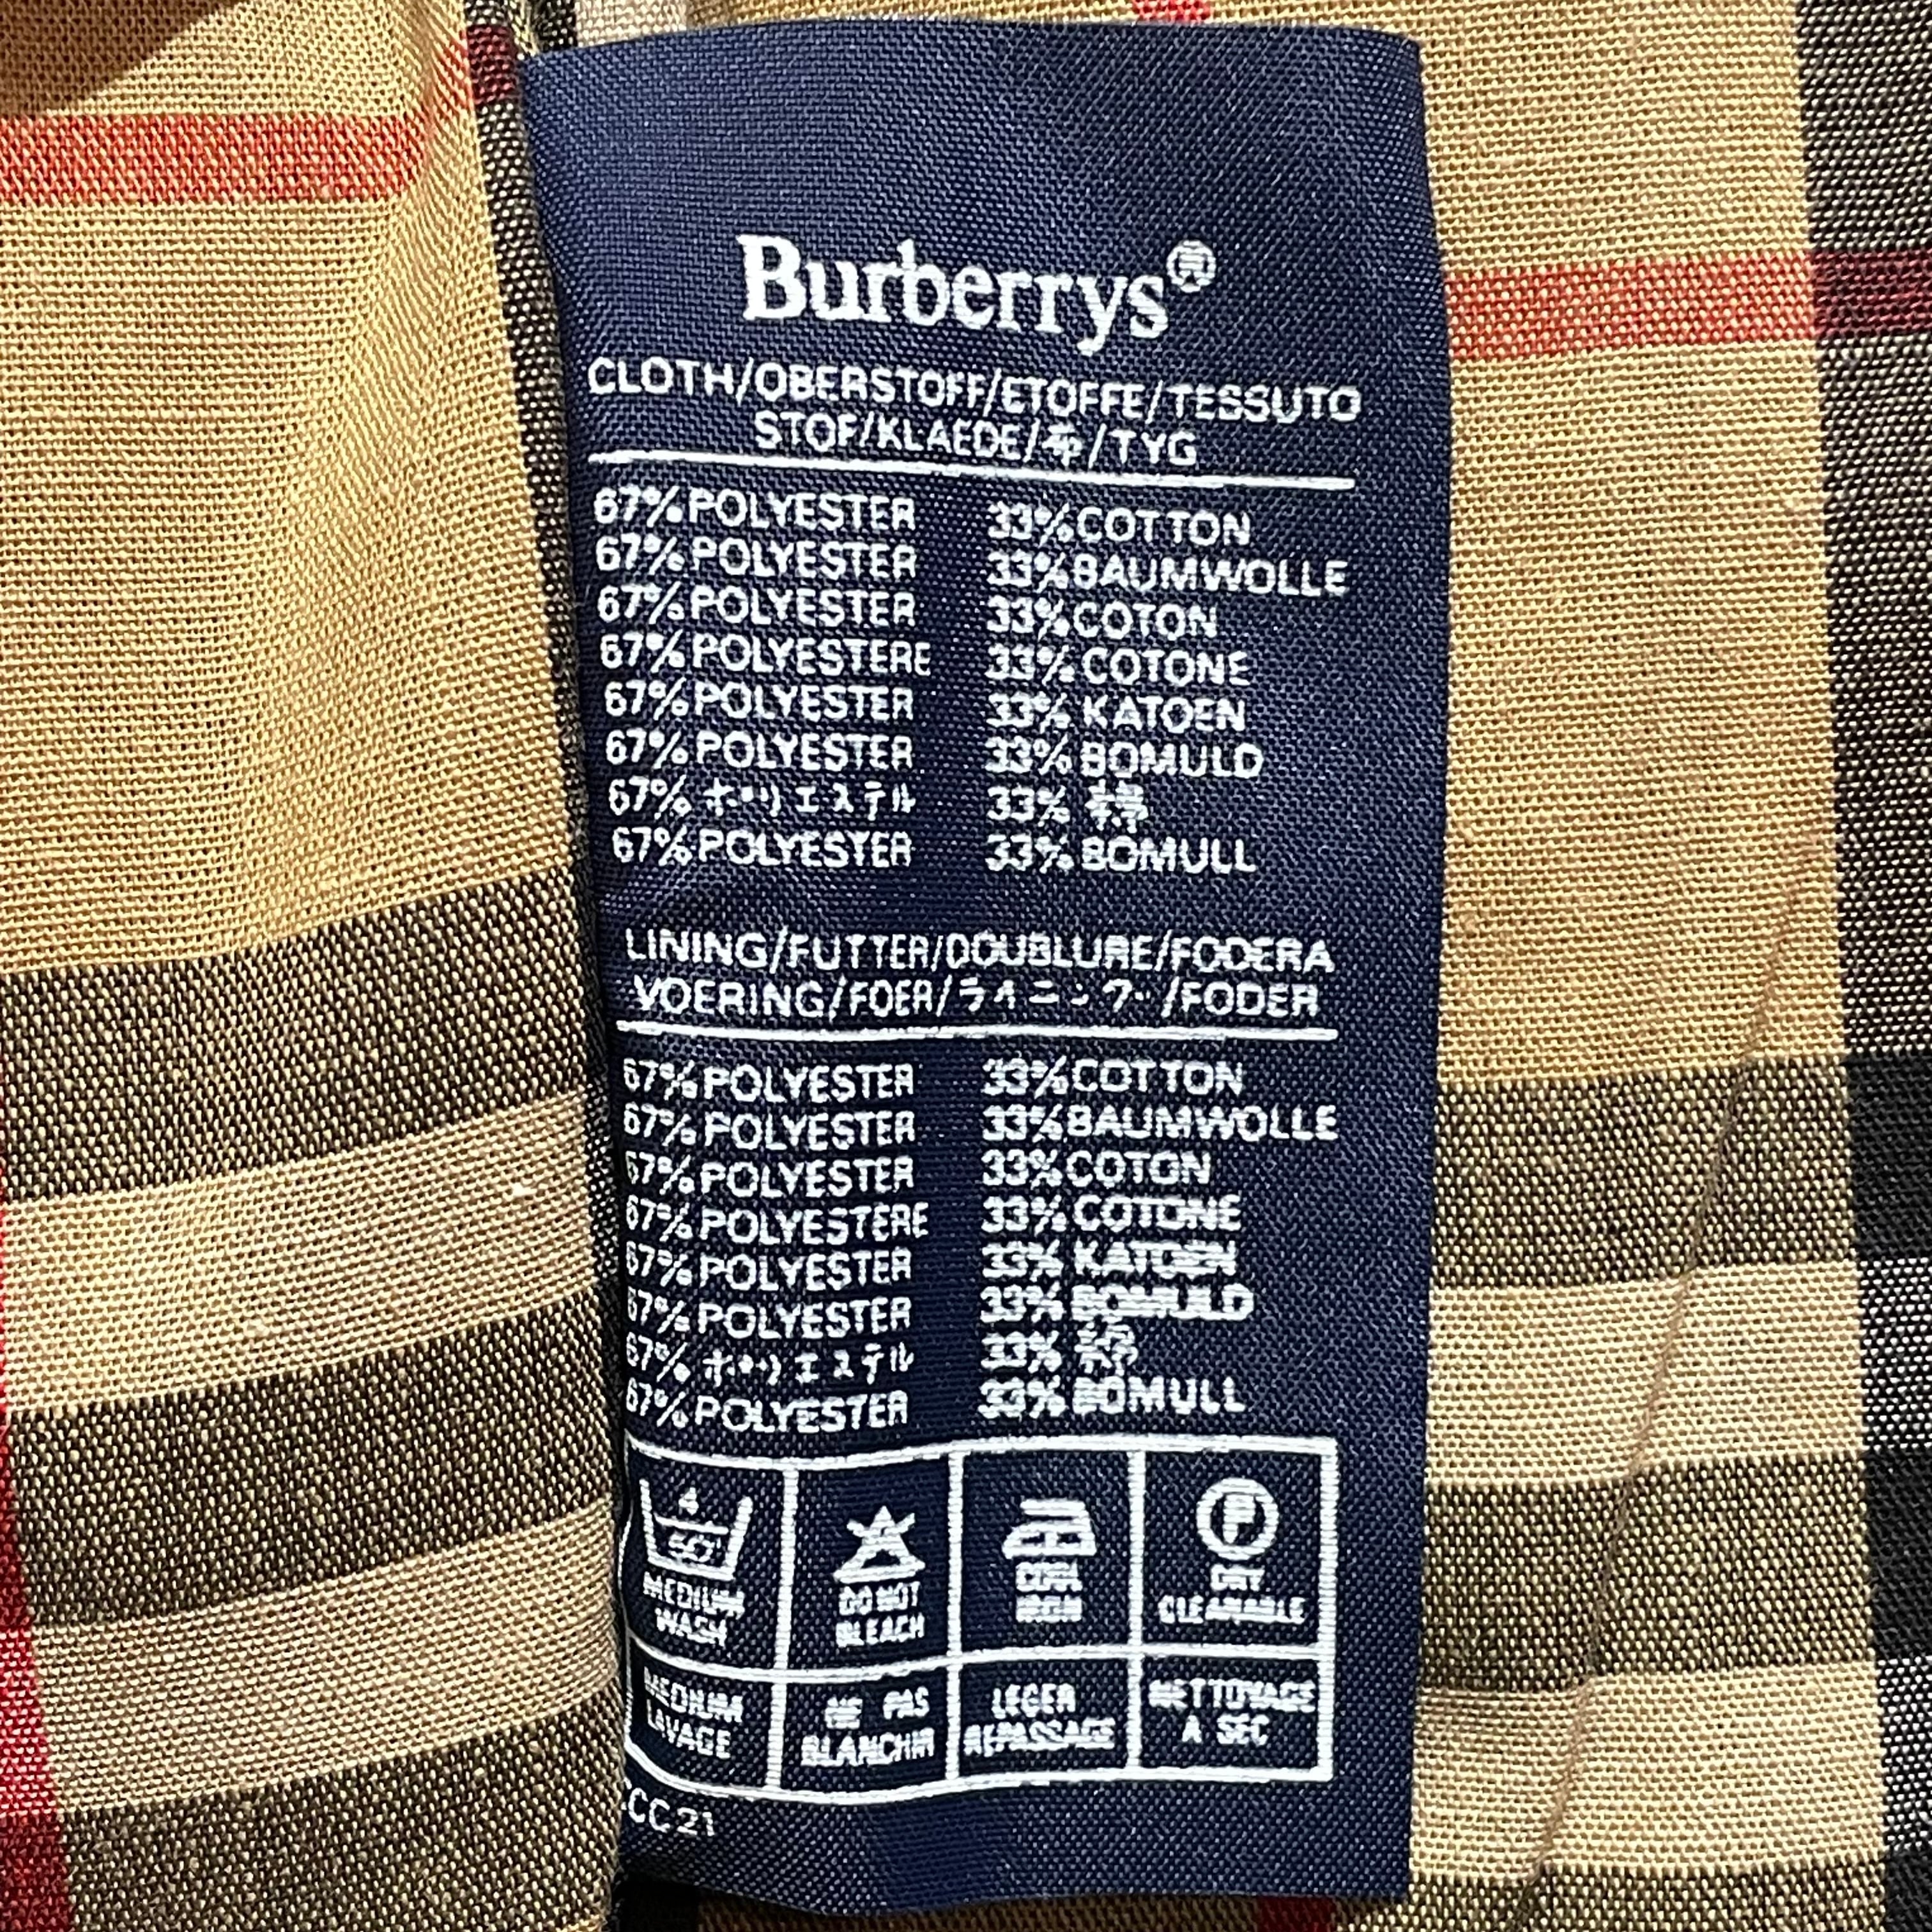 Burberrys®
CLOTH/OBERSTOFF/ETOFFE/TESSUTO
STOF/KLAEDE/布/TYG
67% POLYESTER 33% COTTON
67% POLYESTER 33% BAUMWOLLE
67% POLYESTER 33% COTON
67% POLYESTERE 33% COTONE
67% POLYESTER 33% KATOEN
67% POLYESTER 33% BOMULD
67% ポリエステル 33% 棉
67% POLYESTER 33% BOMULL
LINING/FUTTER/DOUBLURE/FODERA
VOERING/FOER/ライニング/FODER
67% POLYESTER 33% COTTON
67% POLYESTER 33% BAUMWOLLE
67% POLYESTER 33% COTON
67% POLYESTERE 33% COTONE
67% POLYESTER 33% KATOEN
67% POLYESTER 33% BOMULD
67% ポリエステル 33%
67% POLYESTER 33% BOMULL
4 P
50°
MEDIUM DO NOT COOL DRY
WASH BLEACH IRON CLEANABLE
MEDIUM NE PAS LEGER NETTOYAGE
LAVAGE BLANCHIR REPASSAGE A SEC
CC21